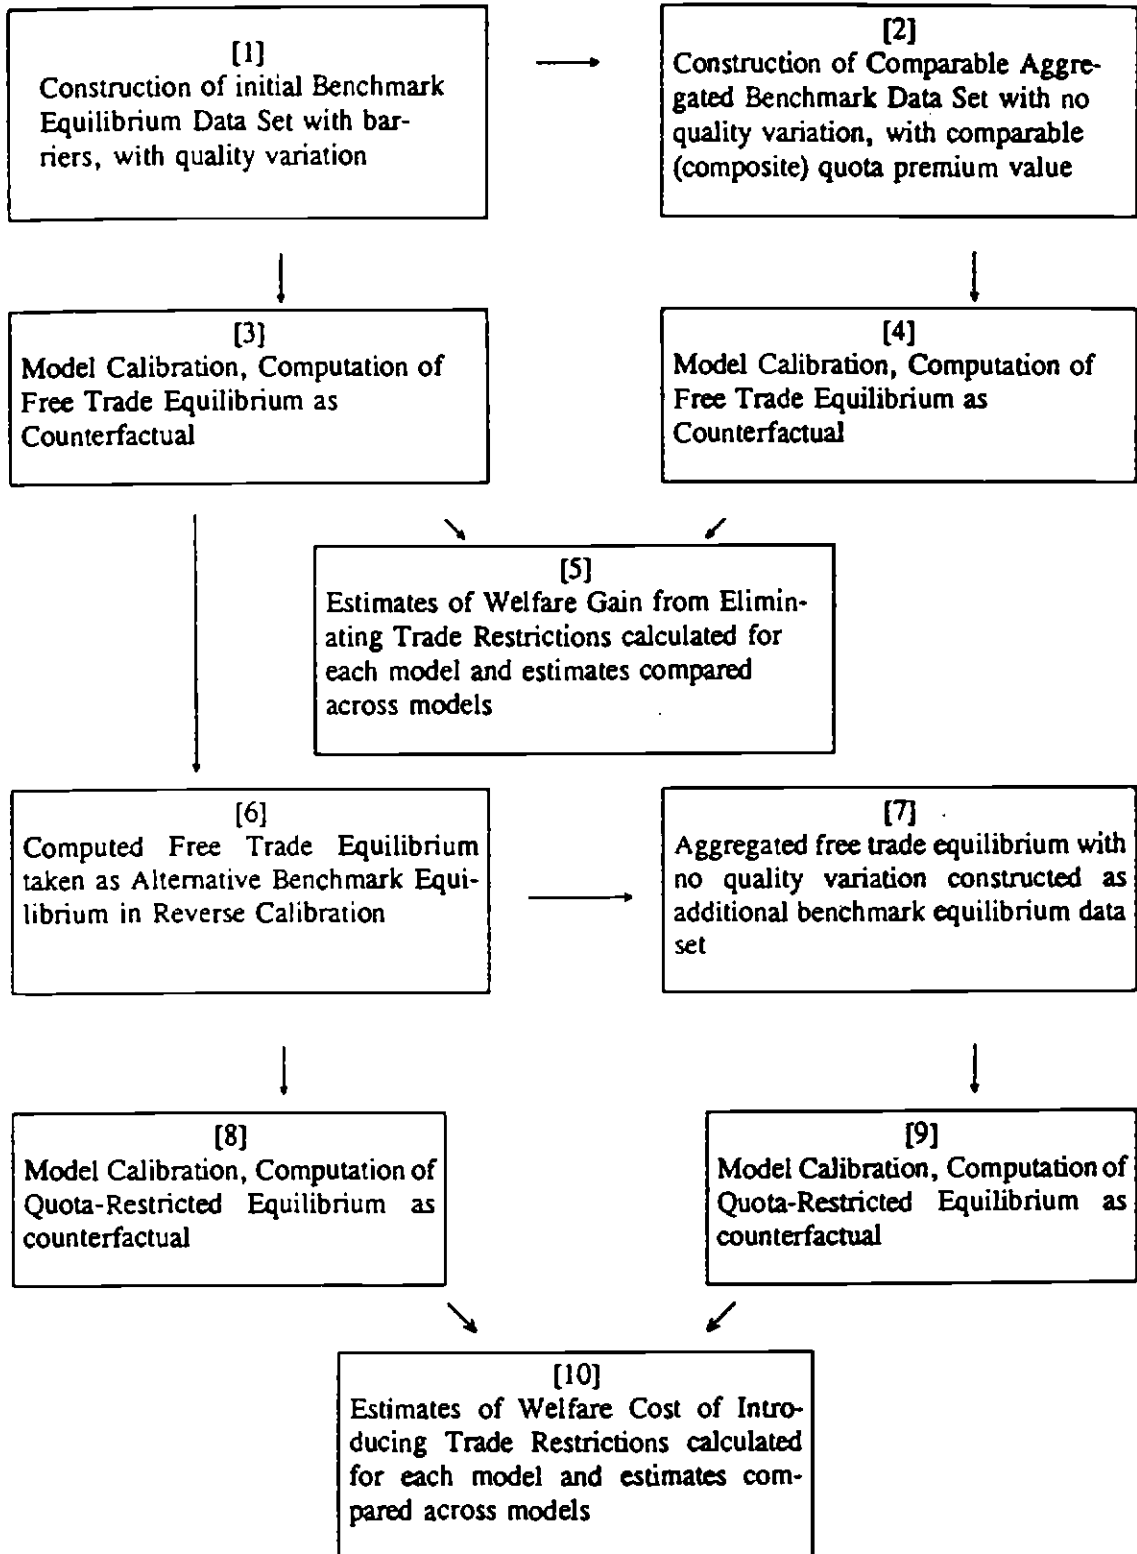 [1]
Construction of initial Benchmark
Equilibrium Data Set with bar-
riers, with quality variation
[2]
Construction of Comparable Aggre-
gated Benchmark Data Set with no
quality variation, with comparable
(composite) quota premium value
[3]
Model Calibration, Computation of
Free Trade Equilibrium as
Counterfactual
[4]
Model Calibration, Computation of
Free Trade Equilibrium as
Counterfactual
[5]
Estimates of Welfare Gain from Elimin-
ating Trade Restrictions calculated for
each model and estimates compared
across models
[6]
Computed Free Trade Equilibrium
taken as Alternative Benchmark Equi-
librium in Reverse Calibration
[7]
Aggregated free trade equilibrium with
no quality variation constructed as
additional benchmark equilibrium data
set
[8]
Model Calibration, Computation of
Quota-Restricted Equilibrium as
counterfactual
[9]
Model Calibration, Computation of
Quota-Restricted Equilibrium as
counterfactual
[10]
Estimates of Welfare Cost of Intro-
ducing Trade Restrictions calculated
for each model and estimates com-
pared across models